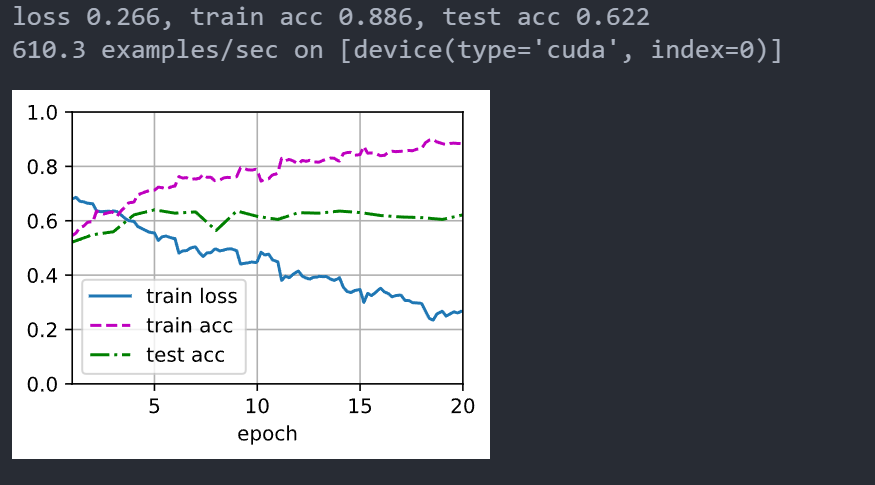 loss 0.266, train acc 0.886, test acc 0.622
610.3 examples/sec on [device(type='cuda', index=0)]
1.0
0.8
0.6
0.4
0.2
0.0
train loss
train acc
test acc
5 10 15 20
epoch